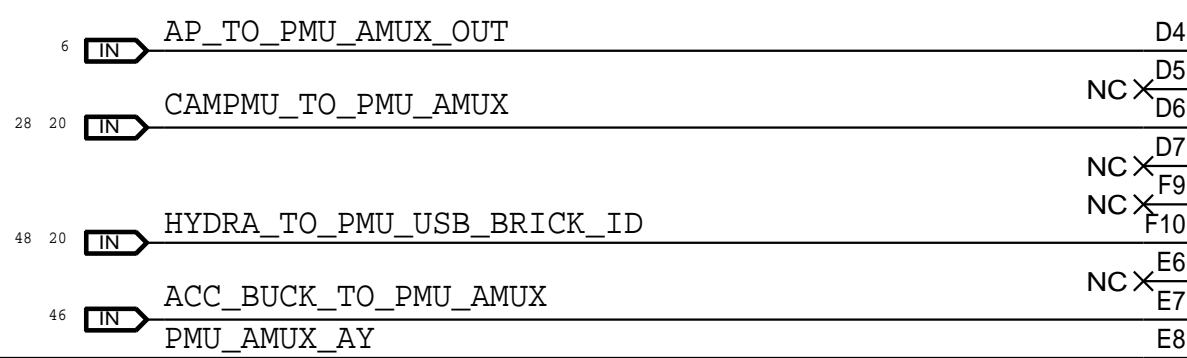 AP_TO_PMU_AMUX_OUT D4
6 IN
NC D5
CAMPMU_TO_PMU_AMUX D6
28 20 IN
NC D7
NC F9
HYDRA_TO_PMU_USB_BRICK_ID F10
48 20 IN
NC E6
ACC_BUCK_TO_PMU_AMUX E7
46 IN
PMU_AMUX_AY E8